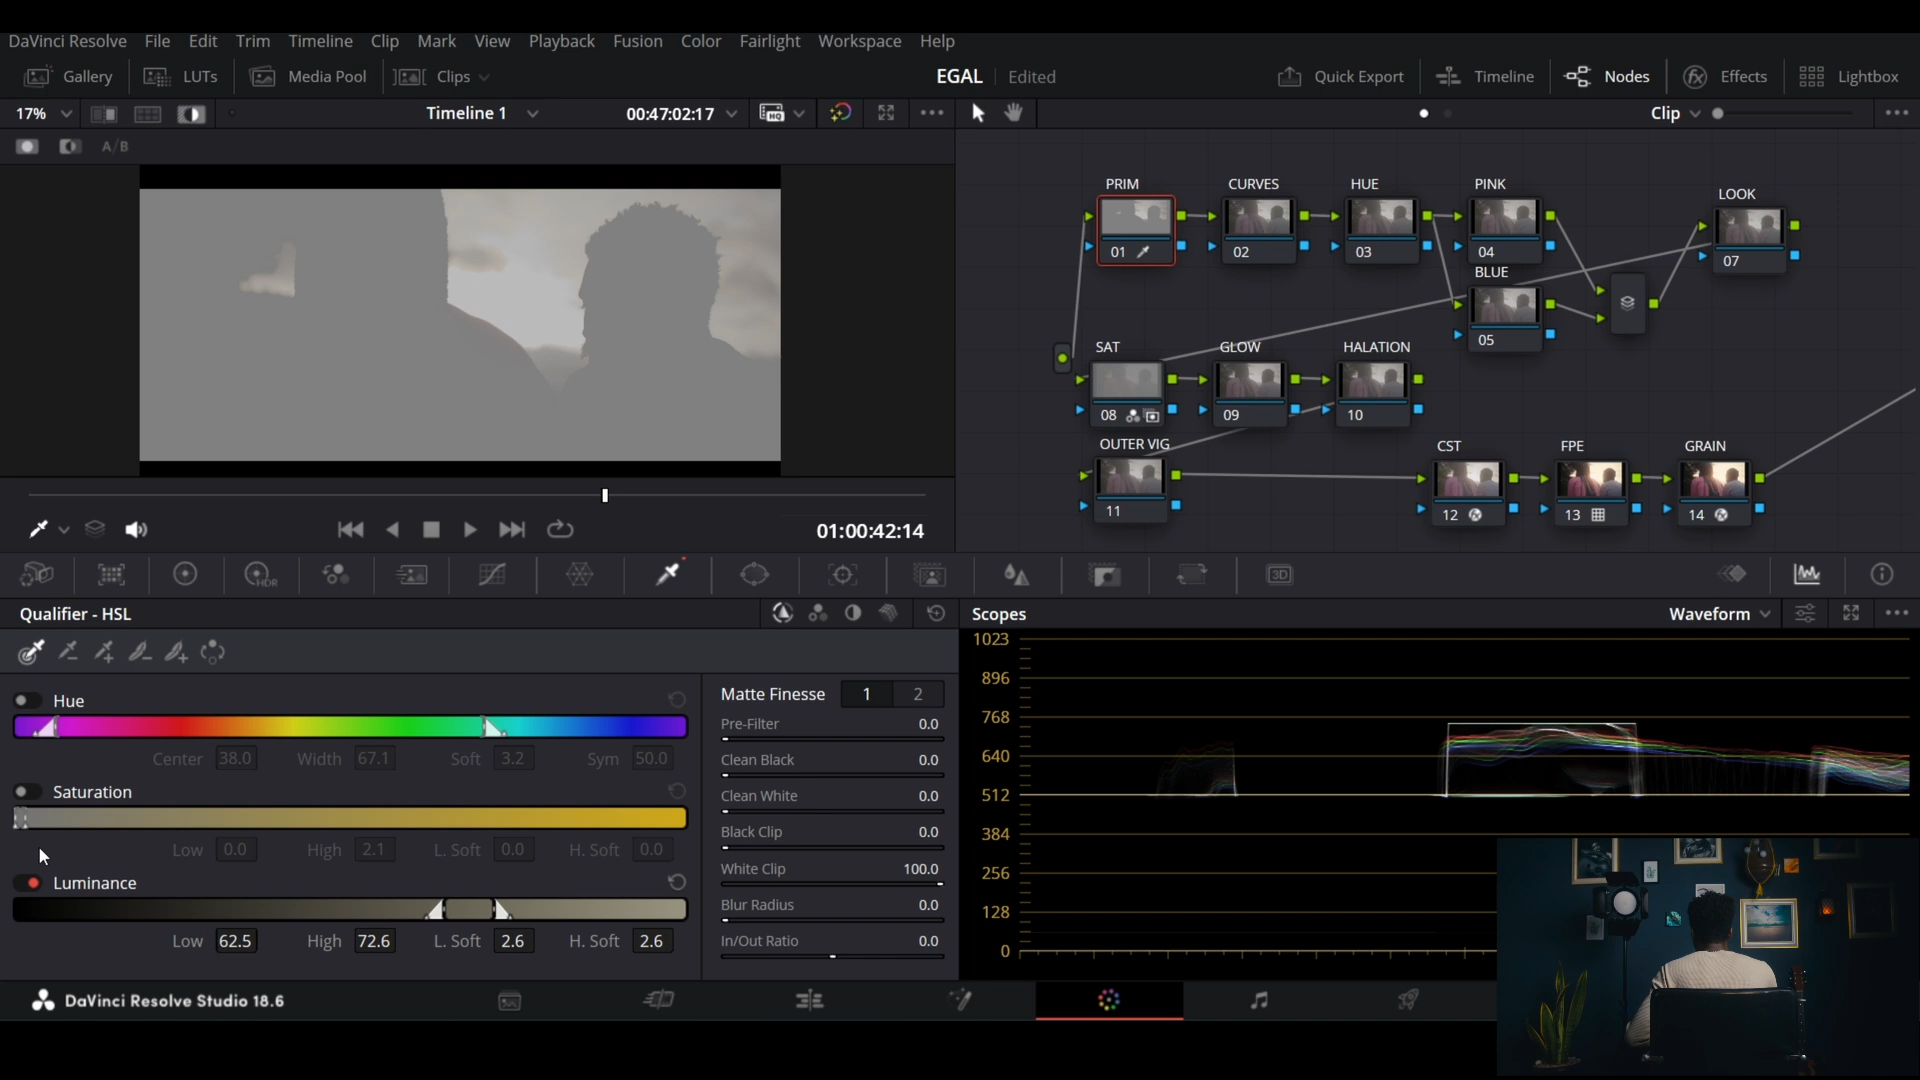 DaVinci Resolve File Edit Trim Timeline Clip Mark View Playback Fusion Color Fairlight Workspace Help
Gallery LUTs Media Pool Clips EGAL Edited Quick Export Timeline Nodes Effects Lightbox
17% Timeline 1 00:47:02:17 HQ Clip
A/B
PRIM CURVES HUE PINK LOOK
01 02 03 04 07
BLUE
05
SAT GLOW HALATION
08 09 10
OUTER VIG CST FPE GRAIN
11 12 13 14
01:00:42:14
HDR 3D
Qualifier - HSL
Scopes Waveform
Hue
Center 38.0 Width 67.1 Soft 3.2 Sym 50.0
Saturation
Low 0.0 High 2.1 L. Soft 0.0 H. Soft 0.0
Luminance
Low 62.5 High 72.6 L. Soft 2.6 H. Soft 2.6
Matte Finesse 1 2
Pre-Filter 0.0
Clean Black 0.0
Clean White 0.0
Black Clip 0.0
White Clip 100.0
Blur Radius 0.0
In/Out Ratio 0.0
1023
896
768
640
512
384
256
128
0
DaVinci Resolve Studio 18.6